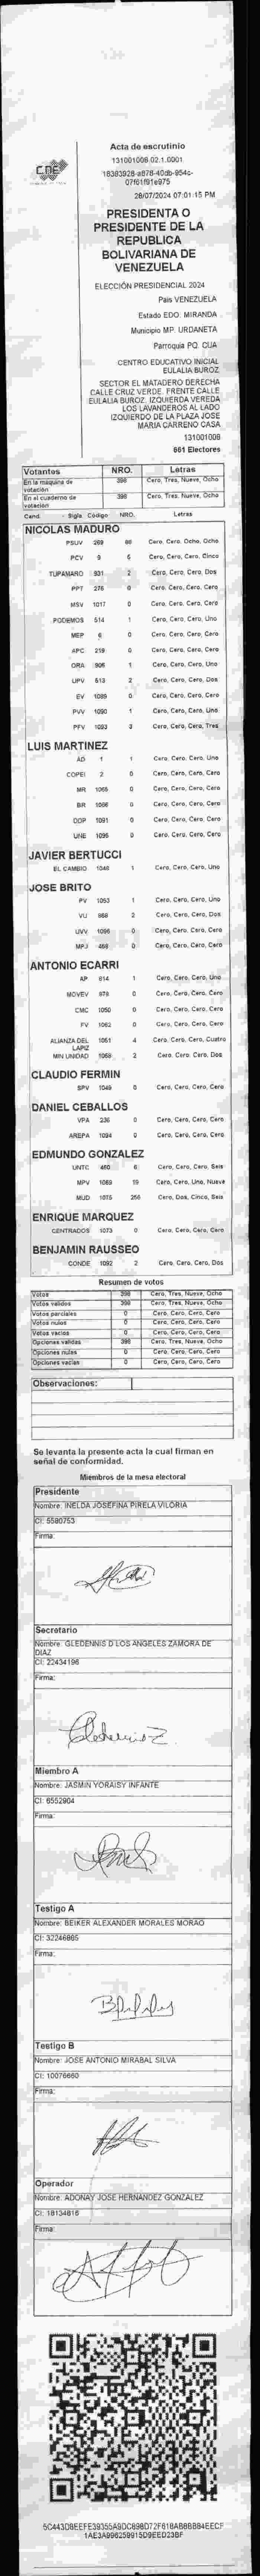 CNE
Acta de escrutinio
131001008.02.1.0001
28/07/2024 07:01:15 PM
PRESIDENTA O
PRESIDENTE DE LA
REPUBLICA
BOLIVARIANA DE
VENEZUELA
ELECCIÓN PRESIDENCIAL 2024
Pais VENEZUELA
Estado EDO. MIRANDA
Municipio MP. URDANETA
Parroquia PQ. CUA
CENTRO EDUCATIVO INICIAL
EULALIA BUROZ
SECTOR EL MATADERO DERECHA
CALLE CRUZ VERDE. FRENTE CALLE
EULALIA BUROZ. IZQUIERDA VEREDA
LOS LAVANDEROS AL LADO
IZQUIERDO DE LA PLAZA JOSE
MARIA CARRENO CASA
131001008
661 Electores
Votantes NRO. Letras
En la maquina de votación 398 Cero, Tres, Nueve, Ocho
En el cuaderno de votación 398 Cero, Tres, Nueve, Ocho
Cand. Sigla Codigo NRO. Letras
NICOLAS MADURO
PSUV 269 88 Cero, Cero, Ocho, Ocho
PCV 9 5 Cero, Cero, Cero, Cinco
TUPAMARO 931 2 Cero, Cero, Cero, Dos
PPT 276 0 Cero, Cero, Cero, Cero
MSV 1017 0 Cero, Cero, Cero, Cero
PODEMOS 514 1 Cero, Cero, Cero, Uno
MEP 6 0 Cero, Cero, Cero, Cero
APC 219 0 Cero, Cero, Cero, Cero
ORA 906 1 Cero, Cero, Cero, Uno
UPV 613 2 Cero, Cero, Cero, Dos
EV 1089 0 Cero, Cero, Cero, Cero
PVV 1090 1 Cero, Cero, Cero, Uno
PFV 1093 3 Cero, Cero, Cero, Tres
LUIS MARTINEZ
AD 1 1 Cero, Cero, Cero, Uno
COPEI 2 0 Cero, Cero, Cero, Cero
MR 1065 0 Cero, Cero, Cero, Cero
BR 1066 0 Cero, Cero, Cero, Cero
DDP 1091 0 Cero, Cero, Cero, Cero
UNE 1095 0 Cero, Cero, Cero, Cero
JAVIER BERTUCCI
EL CAMBIO 1048 1 Cero, Cero, Cero, Uno
JOSE BRITO
PV 1053 1 Cero, Cero, Cero, Uno
VU 868 2 Cero, Cero, Cero, Dos
UVV 1096 0 Cero, Cero, Cero, Cero
MPJ 468 0 Cero, Cero, Cero, Cero
ANTONIO ECARRI
AP 814 1 Cero, Cero, Cero, Uno
MOVEV 878 0 Cero, Cero, Cero, Cero
CMC 1050 0 Cero, Cero, Cero, Cero
FV 1062 0 Cero, Cero, Cero, Cero
ALIANZA DEL LAPIZ 1051 4 Cero, Cero, Cero, Cuatro
MIN UNIDAD 1058 2 Cero, Cero, Cero, Dos
CLAUDIO FERMIN
SPV 1049 0 Cero, Cero, Cero, Cero
DANIEL CEBALLOS
VPA 236 0 Cero, Cero, Cero, Cero
AREPA 1094 0 Cero, Cero, Cero, Cero
EDMUNDO GONZALEZ
UNTC 460 6 Cero, Cero, Cero, Seis
MPV 1069 19 Cero, Cero, Uno, Nueve
MUD 1075 256 Cero, Dos, Cinco, Seis
ENRIQUE MARQUEZ
CENTRADOS 1073 0 Cero, Cero, Cero, Cero
BENJAMIN RAUSSEO
CONDE 1092 2 Cero, Cero, Cero, Dos
Resumen de votos
Votos 398 Cero, Tres, Nueve, Ocho
Votos validos 398 Cero, Tres, Nueve, Ocho
Votos parciales 0 Cero, Cero, Cero, Cero
Votos nulos 0 Cero, Cero, Cero, Cero
Votos vacios 0 Cero, Cero, Cero, Cero
Opciones validas 398 Cero, Tres, Nueve, Ocho
Opciones nulas 0 Cero, Cero, Cero, Cero
Opciones vacias 0 Cero, Cero, Cero, Cero
Observaciones:
Se levanta la presente acta la cual firman en
señal de conformidad.
Miembros de la mesa electoral
Presidente
Nombre: INELDA JOSEFINA PIRELA VILORIA
CI: 5580753
Firma:
Secretario
Nombre: GLEDENNIS D LOS ANGELES ZAMORA DE
DIAZ
CI: 22434196
Firma:
Miembro A
Nombre: JASMIN YORAISY INFANTE
CI: 6552904
Firma:
Testigo A
Nombre: BEIKER ALEXANDER MORALES MORAO
CI: 32246865
Firma:
Testigo B
Nombre: JOSE ANTONIO MIRABAL SILVA
CI: 10076660
Firma:
Operador
Nombre: ADONAY JOSE HERNANDEZ GONZALEZ
CI: 18134816
Firma: